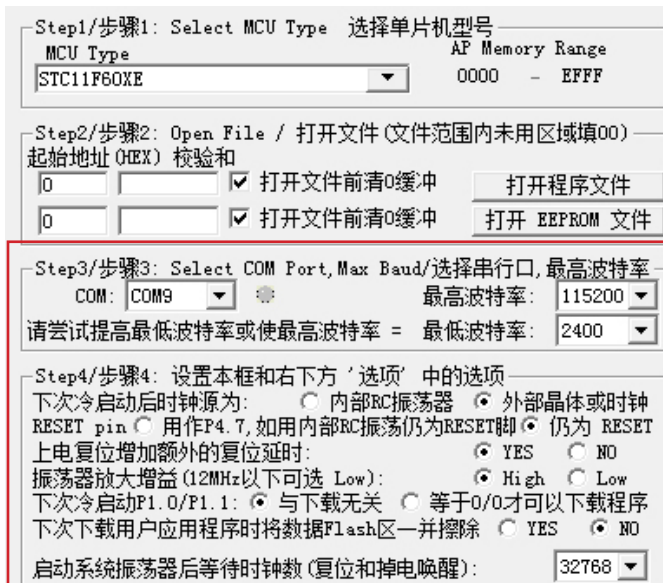 Step1/步骤1: Select MCU Type 选择单片机型号
MCU Type AP Memory Range
STC11F60XE 0000 - EFFF
Step2/步骤2: Open File / 打开文件(文件范围内未用区域填00)
起始地址(HEX) 校验和
0 打开文件前清0缓冲 打开程序文件
0 打开文件前清0缓冲 打开 EEPROM 文件
Step3/步骤3: Select COM Port,Max Baud/选择串行口,最高波特率
COM: COM9 最高波特率: 115200
请尝试提高最低波特率或使最高波特率 = 最低波特率: 2400
Step4/步骤4: 设置本框和右下方 '选项' 中的选项
下次冷启动后时钟源为: 内部RC振荡器 外部晶体或时钟
RESET pin 用作P4.7,如用内部RC振荡仍为RESET脚 仍为 RESET
上电复位增加额外的复位延时: YES NO
振荡器放大增益(12MHz以下可选 Low): High Low
下次冷启动P1.0/P1.1: 与下载无关 等于0/0才可以下载程序
下次下载用户应用程序时将数据Flash区一并擦除 YES NO
启动系统振荡器后等待时钟数(复位和掉电唤醒): 32768